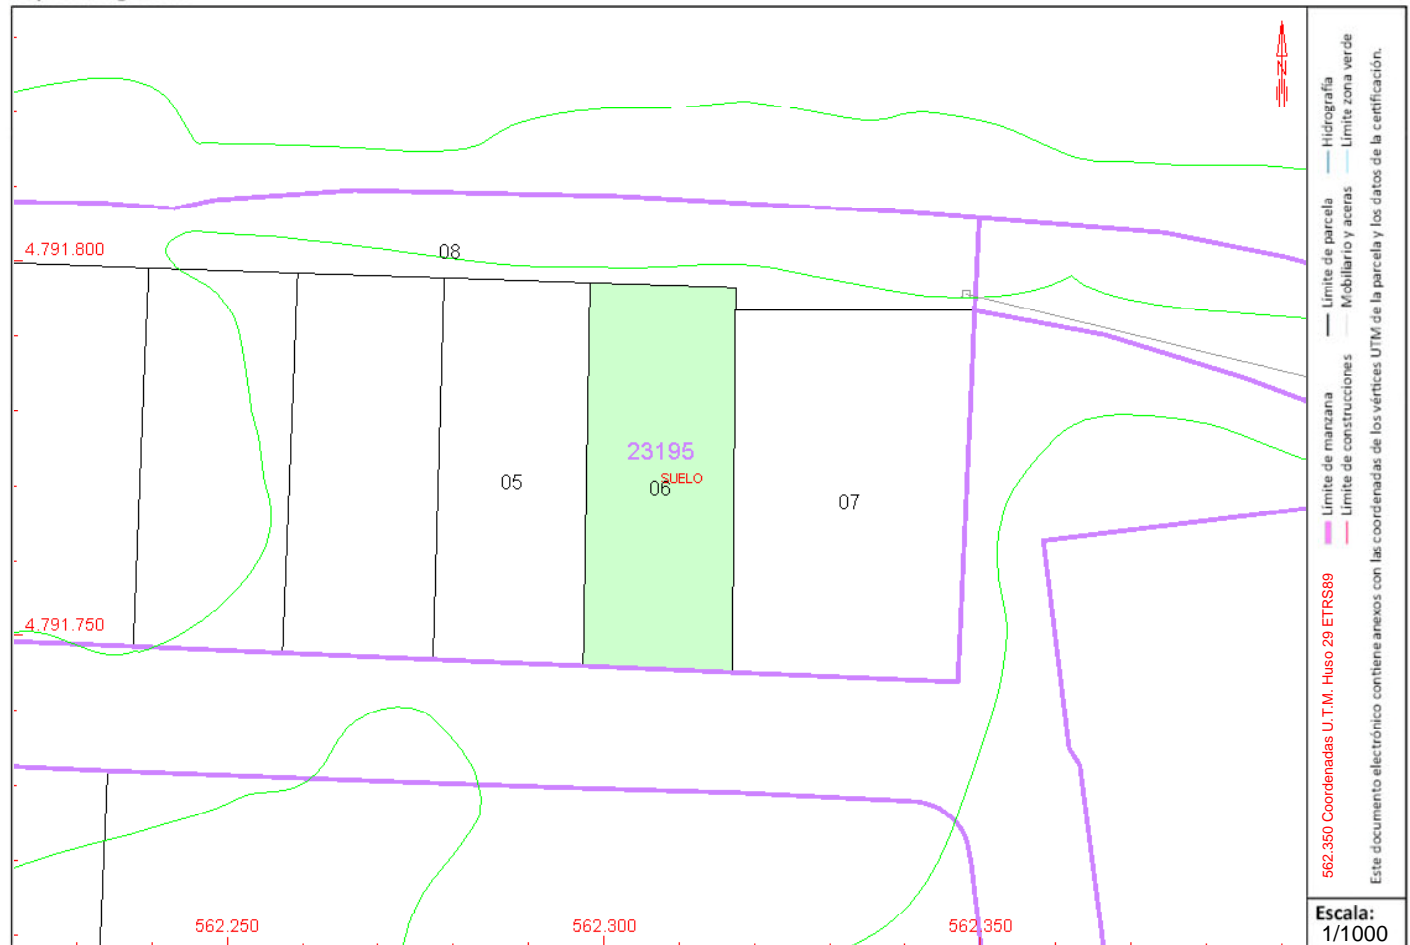 N
4.791.800
08
23195
SUELO
05
06
07
4.791.750
562.250
562.300
562.350
562.350 Coordenadas U.T.M. Huso 29 ETRS89
Límite de manzana
Límite de parcela
Hidrografía
Límite de construcciones
Mobiliario y aceras
Límite zona verde
Este documento electrónico contiene anexos con las coordenadas de los vértices UTM de la parcela y los datos de la certificación.
Escala:
1/1000